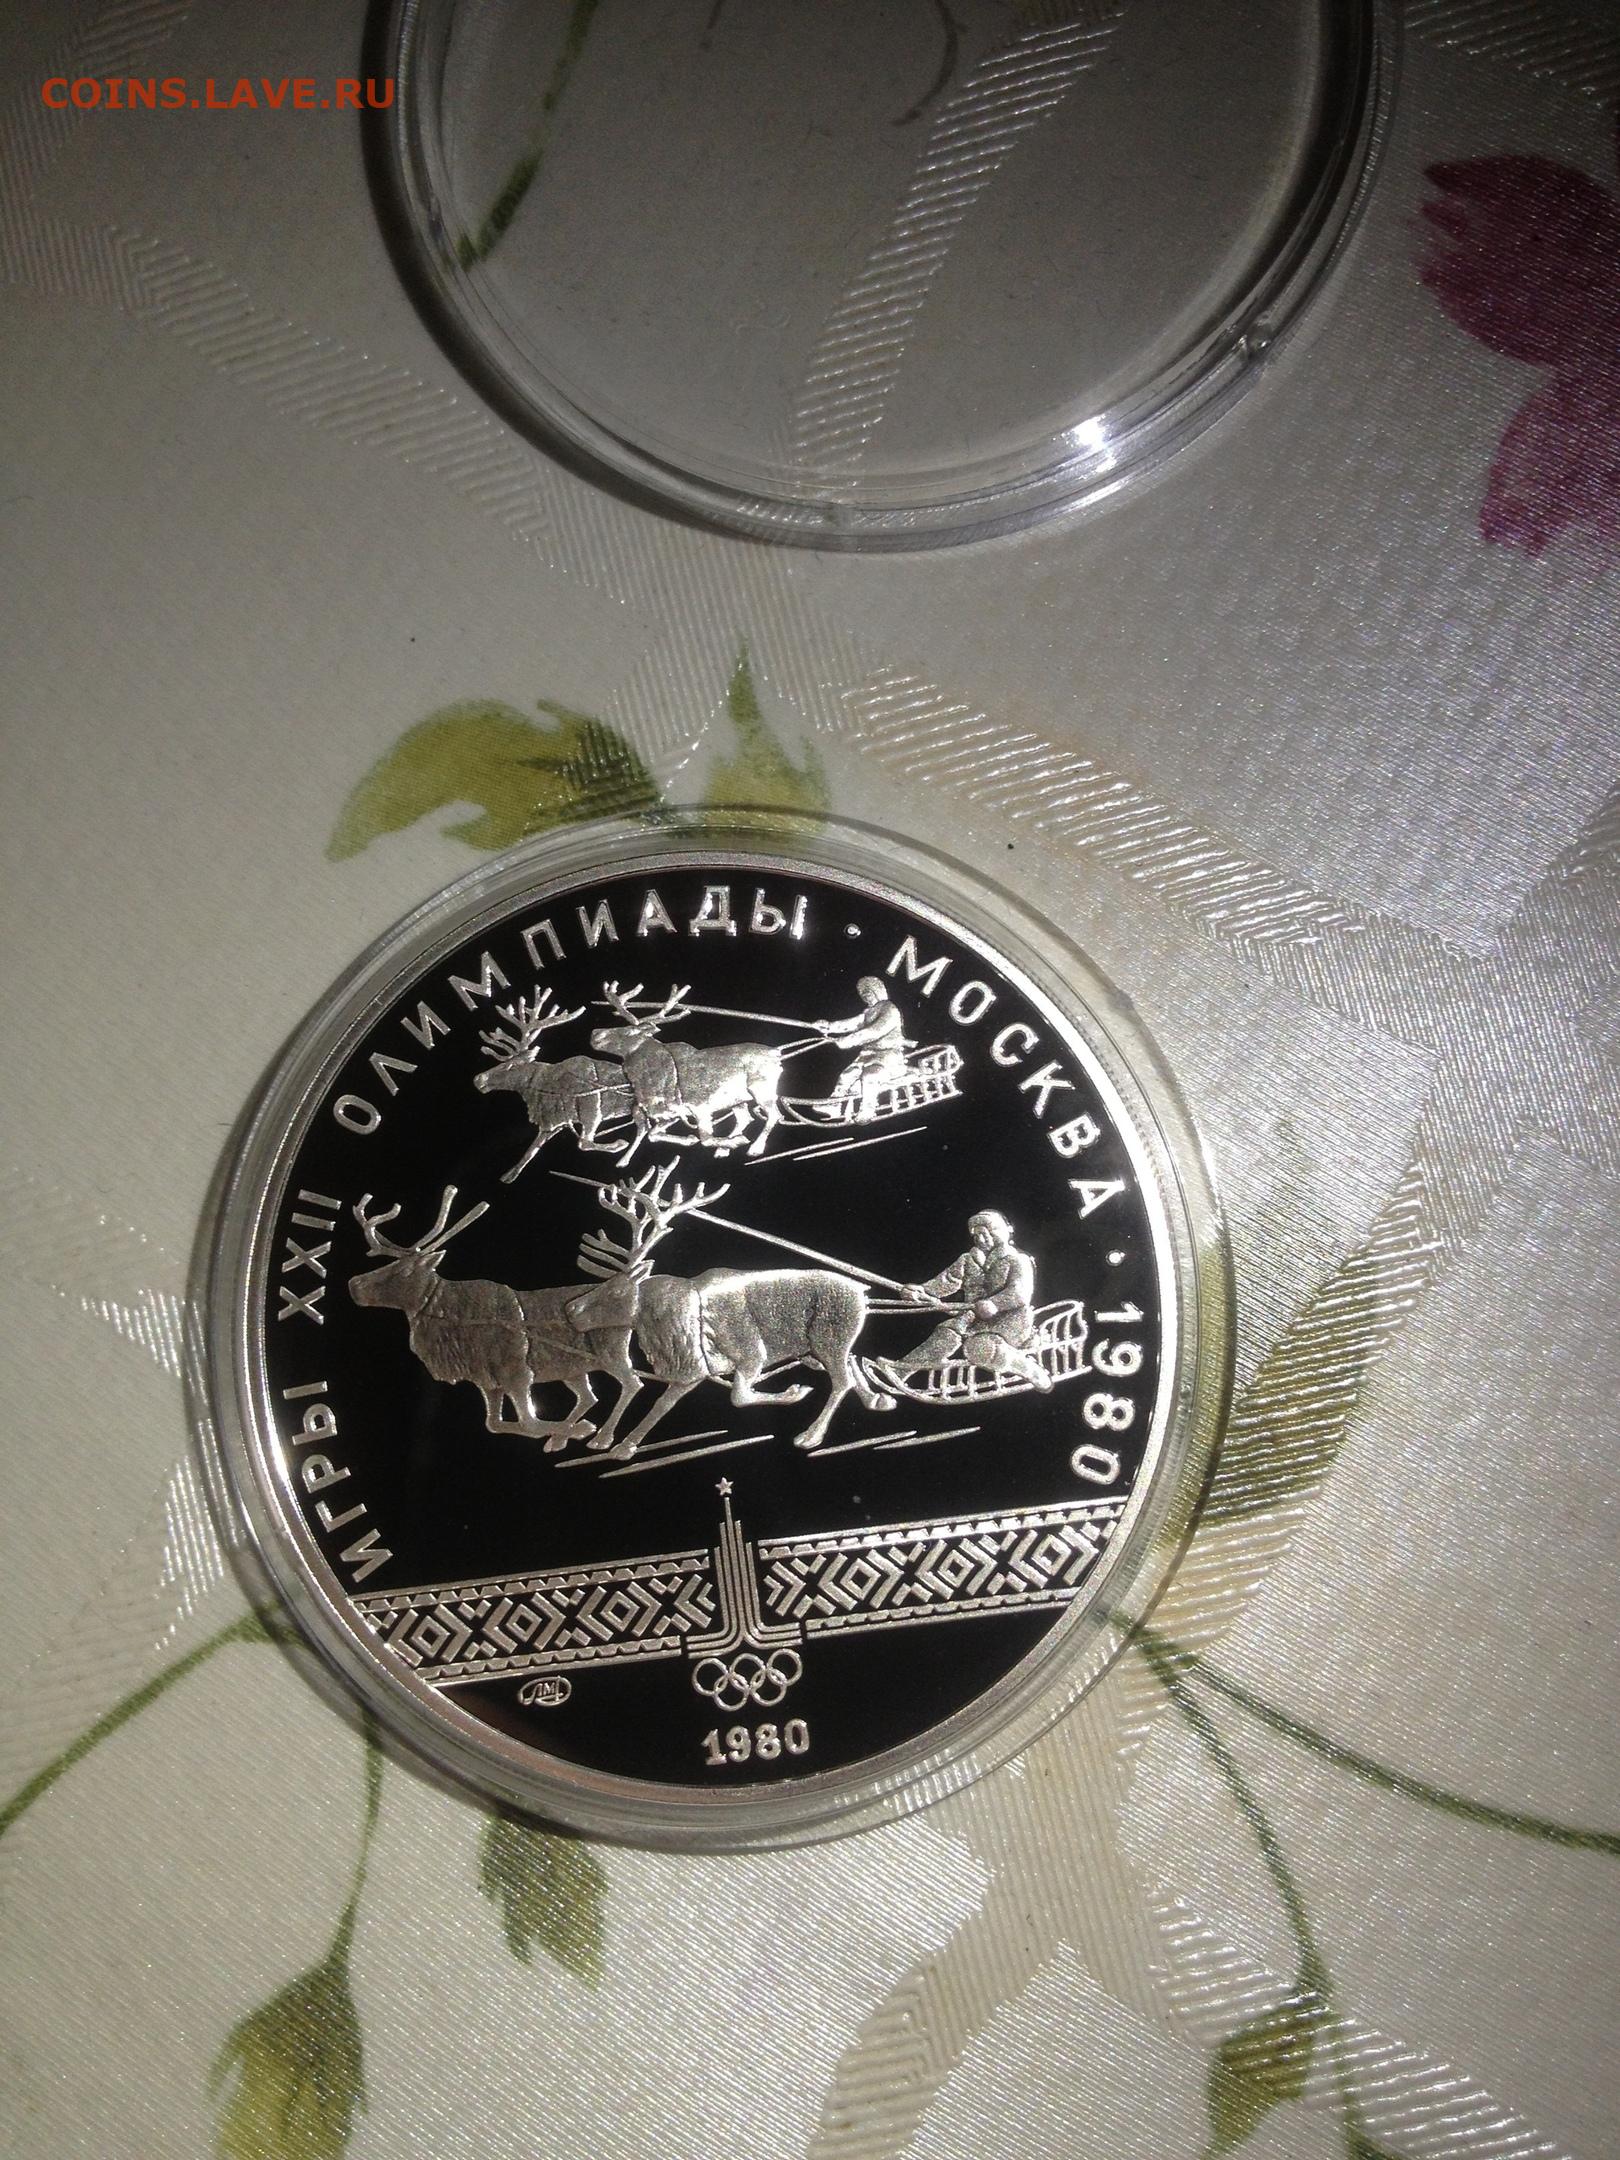 COINS.LAVE.RU
ИГРЫ XXII ОЛИМПИАДЫ · МОСКВА · 1980
ЛМД
1980